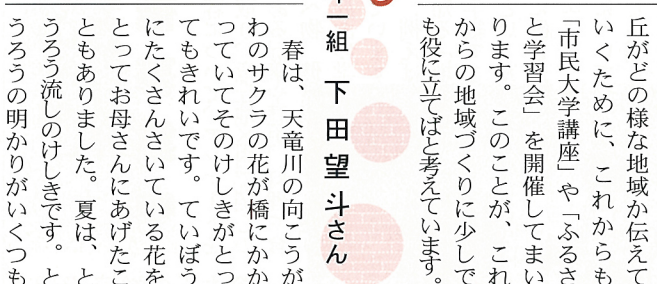 丘がどの様な地域か伝えて
いくために、これからも
「市民大学講座」や「ふるさ
と学習会」を開催してまい
ります。このことが、これ
からの地域づくりに少しで
も役に立てばと考えています。
一組 下田望斗さん
春は、天竜川の向こうが
わのサクラの花が橋にかか
っていてそのけしきがとっ
てもきれいです。ていぼう
にたくさんさいている花を
とってお母さんにあげたこ
ともありました。夏は、と
うろう流しのけしきです。と
うろうの明かりがいくつも